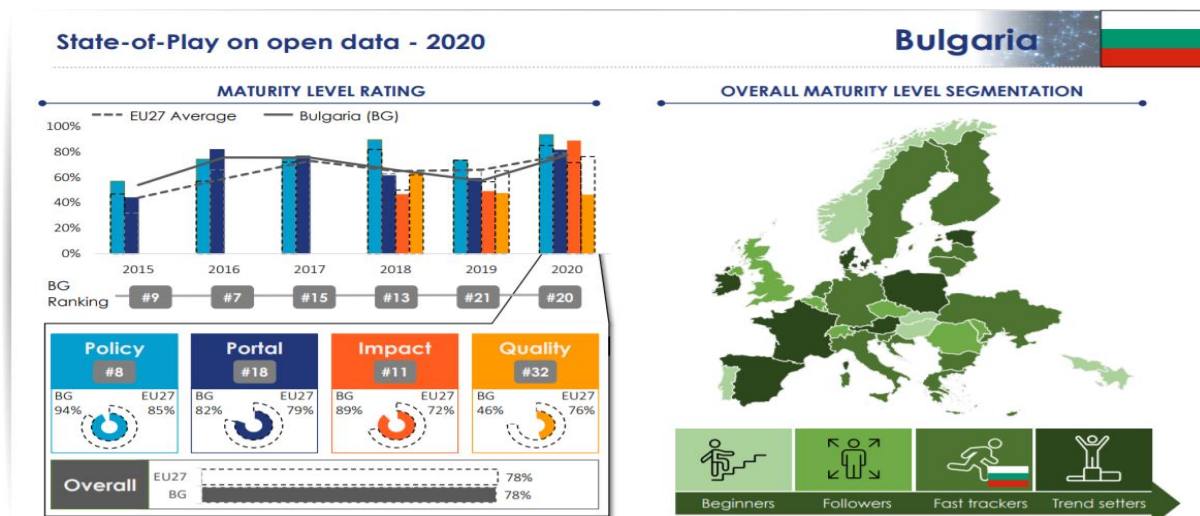 State-of-Play on open data - 2020
Bulgaria
MATURITY LEVEL RATING
EU27 Average
Bulgaria (BG)
100%
80%
60%
40%
20%
0%
2015 2016 2017 2018 2019 2020
BG
Ranking
#9 #7 #15 #13 #21 #20
Policy
#8
BG EU27
94% 85%
Portal
#18
BG EU27
82% 79%
Impact
#11
BG EU27
89% 72%
Quality
#32
BG EU27
46% 76%
Overall
EU27 78%
BG 78%
OVERALL MATURITY LEVEL SEGMENTATION
Beginners Followers Fast trackers Trend setters